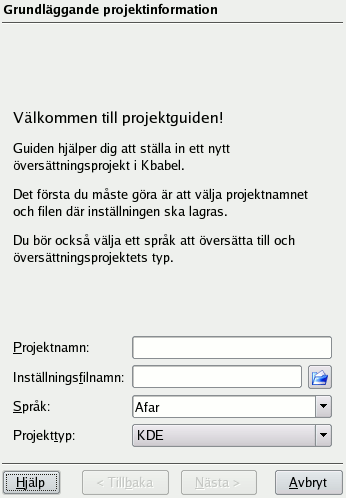 Grundläggande projektinformation
Välkommen till projektguiden!
Guiden hjälper dig att ställa in ett nytt
översättningsprojekt i Kbabel.
Det första du måste göra är att välja projektnamnet
och filen där inställningen ska lagras.
Du bör också välja ett språk att översätta till och
översättningsprojektets typ.
Projektnamn:
Inställningsfilnamn:
Språk: Afar
Projekttyp: KDE
Hjälp < Tillbaka Nästa > Avbryt